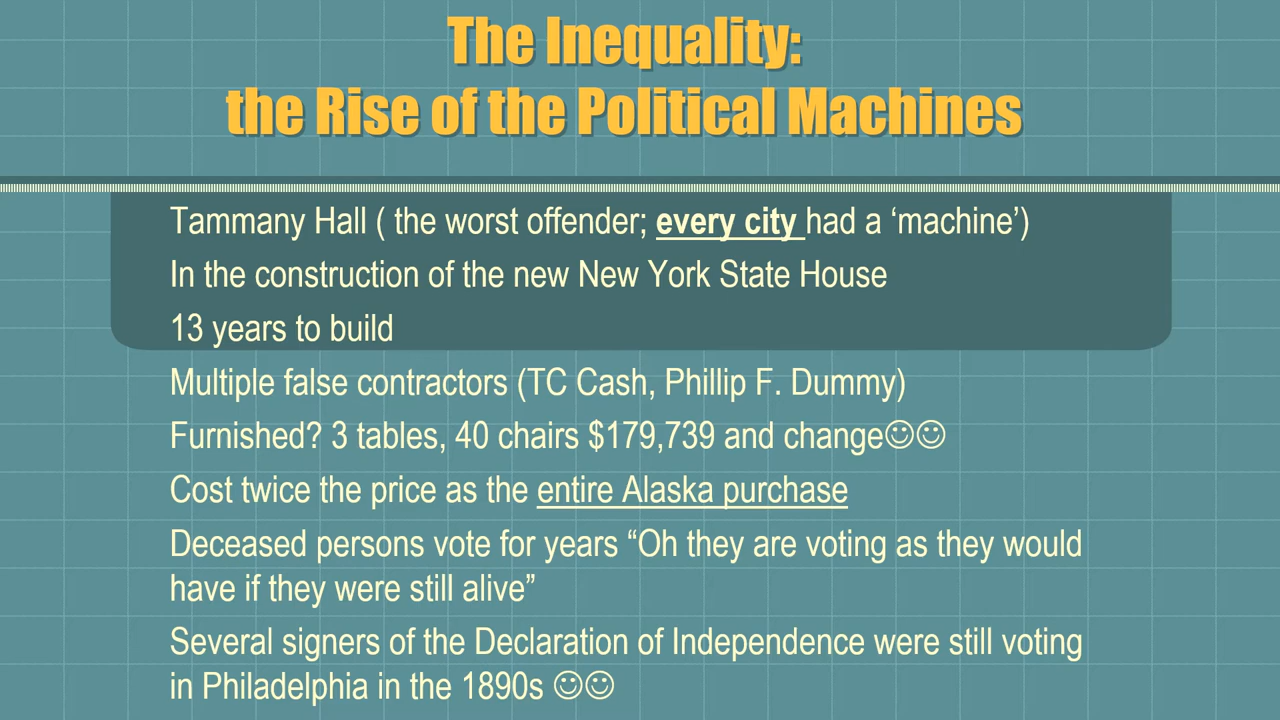 The Inequality:
the Rise of the Political Machines
Tammany Hall ( the worst offender; every city had a ‘machine’)
In the construction of the new New York State House
13 years to build
Multiple false contractors (TC Cash, Phillip F. Dummy)
Furnished? 3 tables, 40 chairs $179,739 and change☺☺
Cost twice the price as the entire Alaska purchase
Deceased persons vote for years “Oh they are voting as they would
have if they were still alive”
Several signers of the Declaration of Independence were still voting
in Philadelphia in the 1890s ☺☺